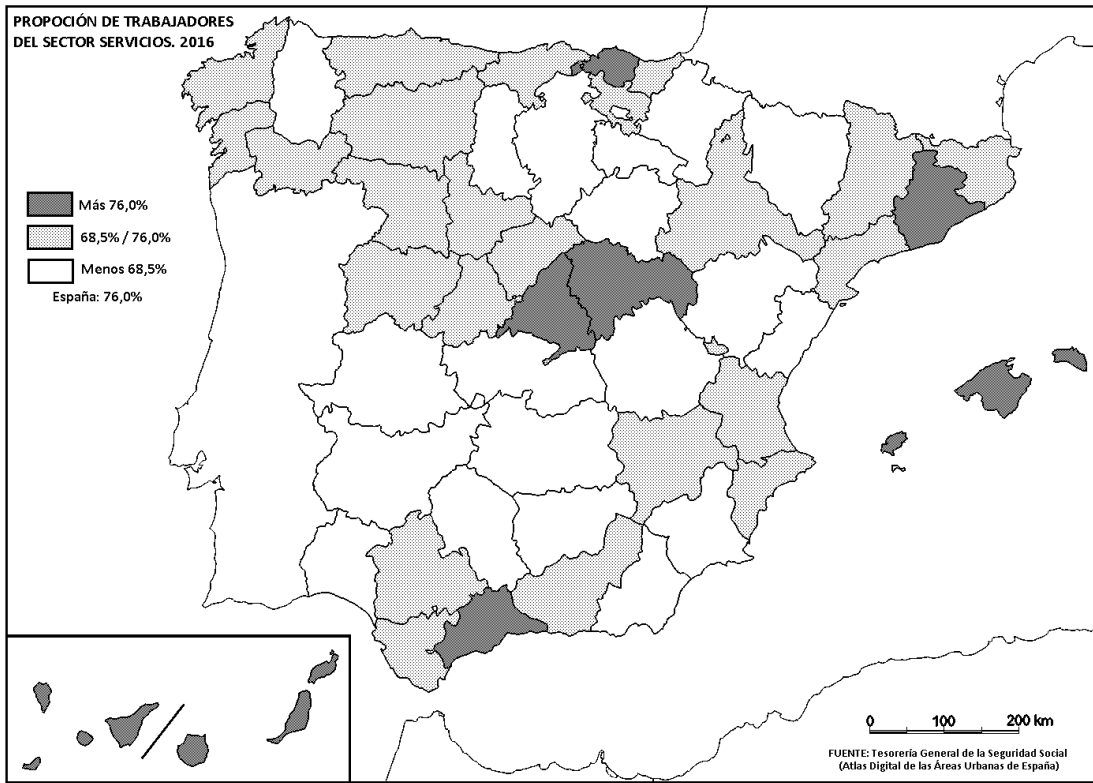 PROPOCIÓN DE TRABAJADORES
DEL SECTOR SERVICIOS. 2016
Más 76,0%
68,5% / 76,0%
Menos 68,5%
España: 76,0%
0 100 200 km
FUENTE: Tesorería General de la Seguridad Social
(Atlas Digital de las Áreas Urbanas de España)